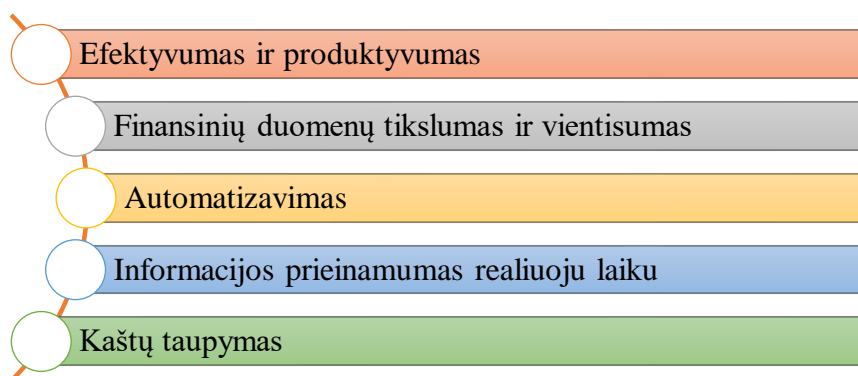 Efektyvumas ir produktyvumas
Finansinių duomenų tikslumas ir vientisumas
Automatizavimas
Informacijos prieinamumas realiuoju laiku
Kaštų taupymas